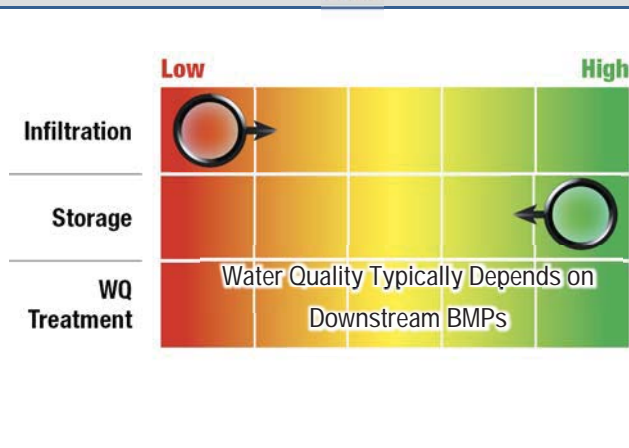 Low High
Infiltration
Storage
WQ
Treatment
Water Quality Typically Depends on
Downstream BMPs